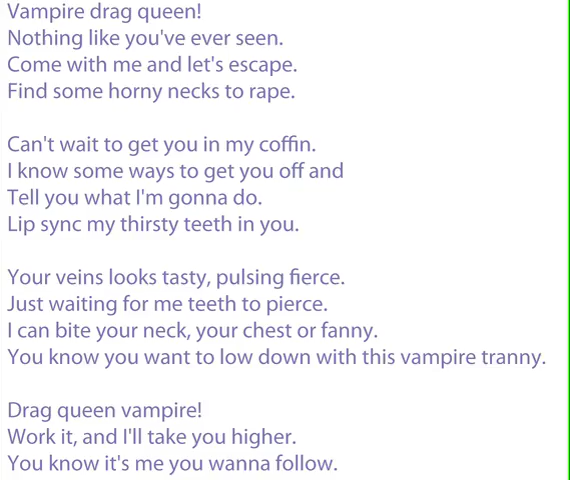 Vampire drag queen!
Nothing like you've ever seen.
Come with me and let's escape.
Find some horny necks to rape.
Can't wait to get you in my coffin.
I know some ways to get you off and
Tell you what I'm gonna do.
Lip sync my thirsty teeth in you.
Your veins looks tasty, pulsing fierce.
Just waiting for me teeth to pierce.
I can bite your neck, your chest or fanny.
You know you want to low down with this vampire tranny.
Drag queen vampire!
Work it, and I'll take you higher.
You know it's me you wanna follow.